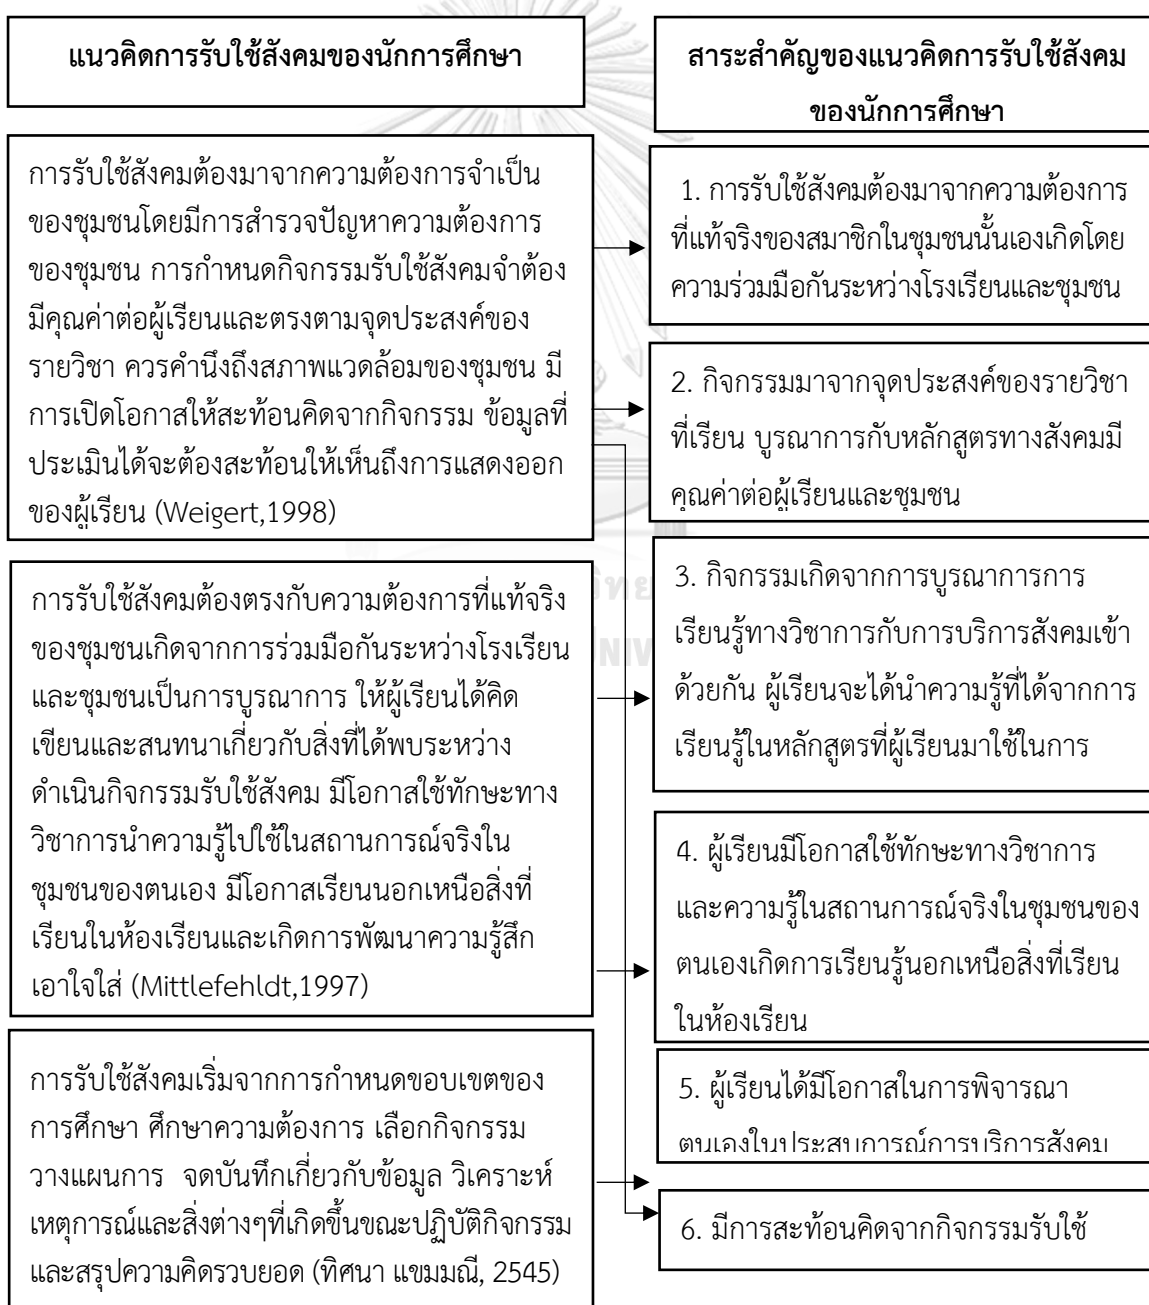 แนวคิดการรับใช้สังคมของนักการศึกษา
การรับใช้สังคมต้องมาจากความต้องการจำเป็น
ของชุมชนโดยมีการสำรวจปัญหาความต้องการ
ของชุมชน การกำหนดกิจกรรมรับใช้สังคมจำต้อง
มีคุณค่าต่อผู้เรียนและตรงตามจุดประสงค์ของ
รายวิชา ควรคำนึงถึงสภาพแวดล้อมของชุมชน มี
การเปิดโอกาสให้สะท้อนคิดจากกิจกรรม ข้อมูลที่
ประเมินได้จะต้องสะท้อนให้เห็นถึงการแสดงออก
ของผู้เรียน (Weigert,1998)
การรับใช้สังคมต้องตรงกับความต้องการที่แท้จริง
ของชุมชนเกิดจากการร่วมมือกันระหว่างโรงเรียน
และชุมชนเป็นการบูรณาการ ให้ผู้เรียนได้คิด
เขียนและสนทนาเกี่ยวกับสิ่งที่ได้พบระหว่าง
ดำเนินกิจกรรมรับใช้สังคม มีโอกาสใช้ทักษะทาง
วิชาการนำความรู้ไปใช้ในสถานการณ์จริงใน
ชุมชนของตนเอง มีโอกาสเรียนนอกเหนือสิ่งที่
เรียนในห้องเรียนและเกิดการพัฒนาความรู้สึก
เอาใจใส่ (Mittlefehldt,1997)
การรับใช้สังคมเริ่มจากการกำหนดขอบเขตของ
การศึกษา ศึกษาความต้องการ เลือกกิจกรรม
วางแผนการ จดบันทึกเกี่ยวกับข้อมูล วิเคราะห์
เหตุการณ์และสิ่งต่างๆที่เกิดขึ้นขณะปฏิบัติกิจกรรม
และสรุปความคิดรวบยอด (ทิศนา แขมมณี, 2545)
สาระสำคัญของแนวคิดการรับใช้สังคม
ของนักการศึกษา
1. การรับใช้สังคมต้องมาจากความต้องการ
ที่แท้จริงของสมาชิกในชุมชนนั้นเองเกิดโดย
ความร่วมมือกันระหว่างโรงเรียนและชุมชน
2. กิจกรรมมาจากจุดประสงค์ของรายวิชา
ที่เรียน บูรณาการกับหลักสูตรทางสังคมมี
คุณค่าต่อผู้เรียนและชุมชน
3. กิจกรรมเกิดจากการบูรณาการการ
เรียนรู้ทางวิชาการกับการบริการสังคมเข้า
ด้วยกัน ผู้เรียนจะได้นำความรู้ที่ได้จากการ
เรียนรู้ในหลักสูตรที่ผู้เรียนมาใช้ในการ
4. ผู้เรียนมีโอกาสใช้ทักษะทางวิชาการ
และความรู้ในสถานการณ์จริงในชุมชนของ
ตนเองเกิดการเรียนรู้นอกเหนือสิ่งที่เรียน
ในห้องเรียน
5. ผู้เรียนได้มีโอกาสในการพิจารณา
ตนเองในประสบการณ์การบริการสังคม
6. มีการสะท้อนคิดจากกิจกรรมรับใช้